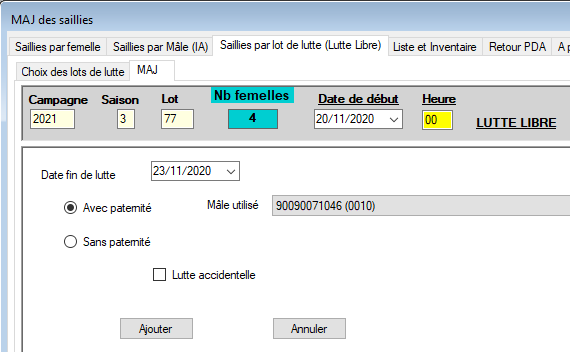 MAJ des saillies
Saillies par femelle Saillies par Mâle (IA) Saillies par lot de lutte (Lutte Libre) Liste et Inventaire Retour PDA A p
Choix des lots de lutte MAJ
Campagne Saison Lot Nb femelles Date de début Heure
2021 3 77 4 20/11/2020 00 LUTTE LIBRE
Date fin de lutte 23/11/2020
Avec paternité Mâle utilisé 90090071046 (0010)
Sans paternité
Lutte accidentelle
Ajouter Annuler